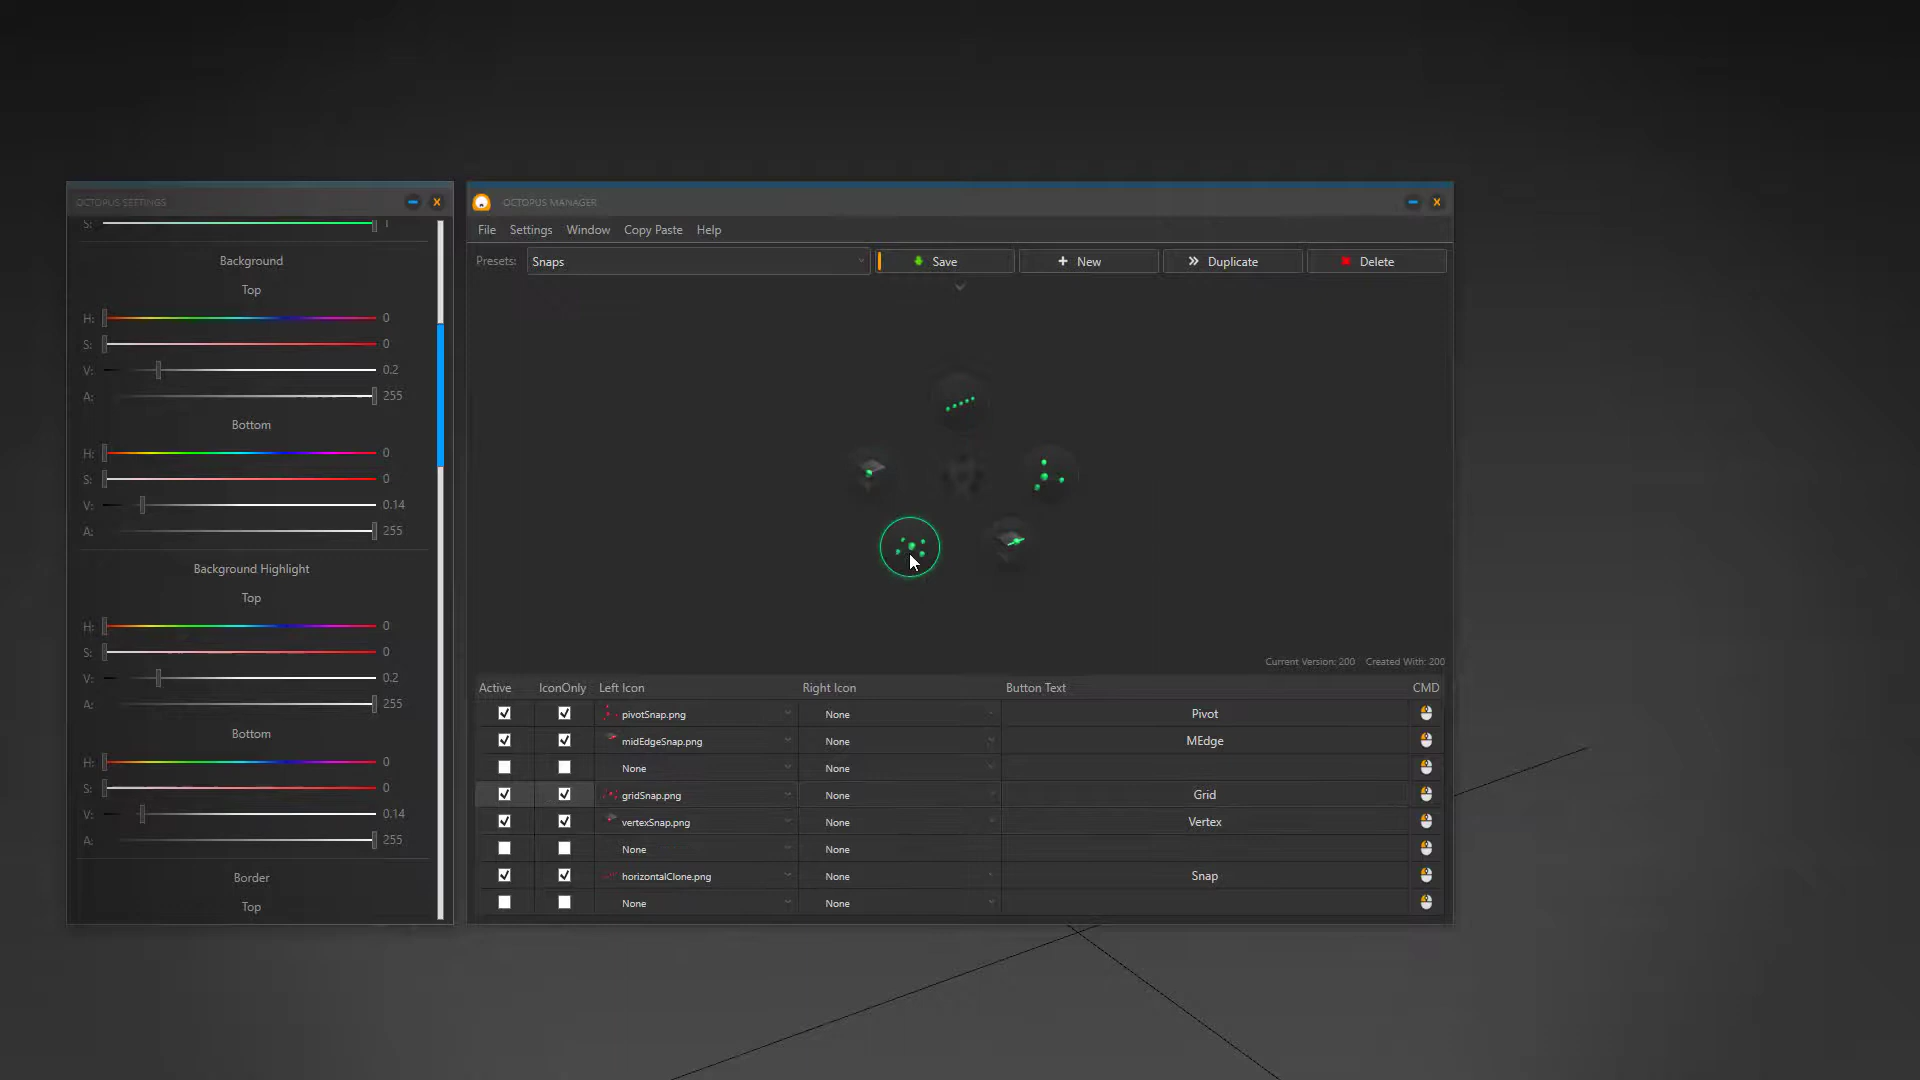 OCTOPUS SETTINGS
S: 1
Background
Top
H: 0
S: 0
V: 0.2
A: 255
Bottom
H: 0
S: 0
V: 0.14
A: 255
Background Highlight
Top
H: 0
S: 0
V: 0.2
A: 255
Bottom
H: 0
S: 0
V: 0.14
A: 255
Border
Top
OCTOPUS MANAGER
File Settings Window Copy Paste Help
Presets: Snaps Save New Duplicate Delete
Current Version: 200 Created With: 200
Active IconOnly Left Icon Right Icon Button Text CMD
pivotSnap.png None Pivot
midEdgeSnap.png None MEdge
None None
gridSnap.png None Grid
vertexSnap.png None Vertex
None None
horizontalClone.png None Snap
None None